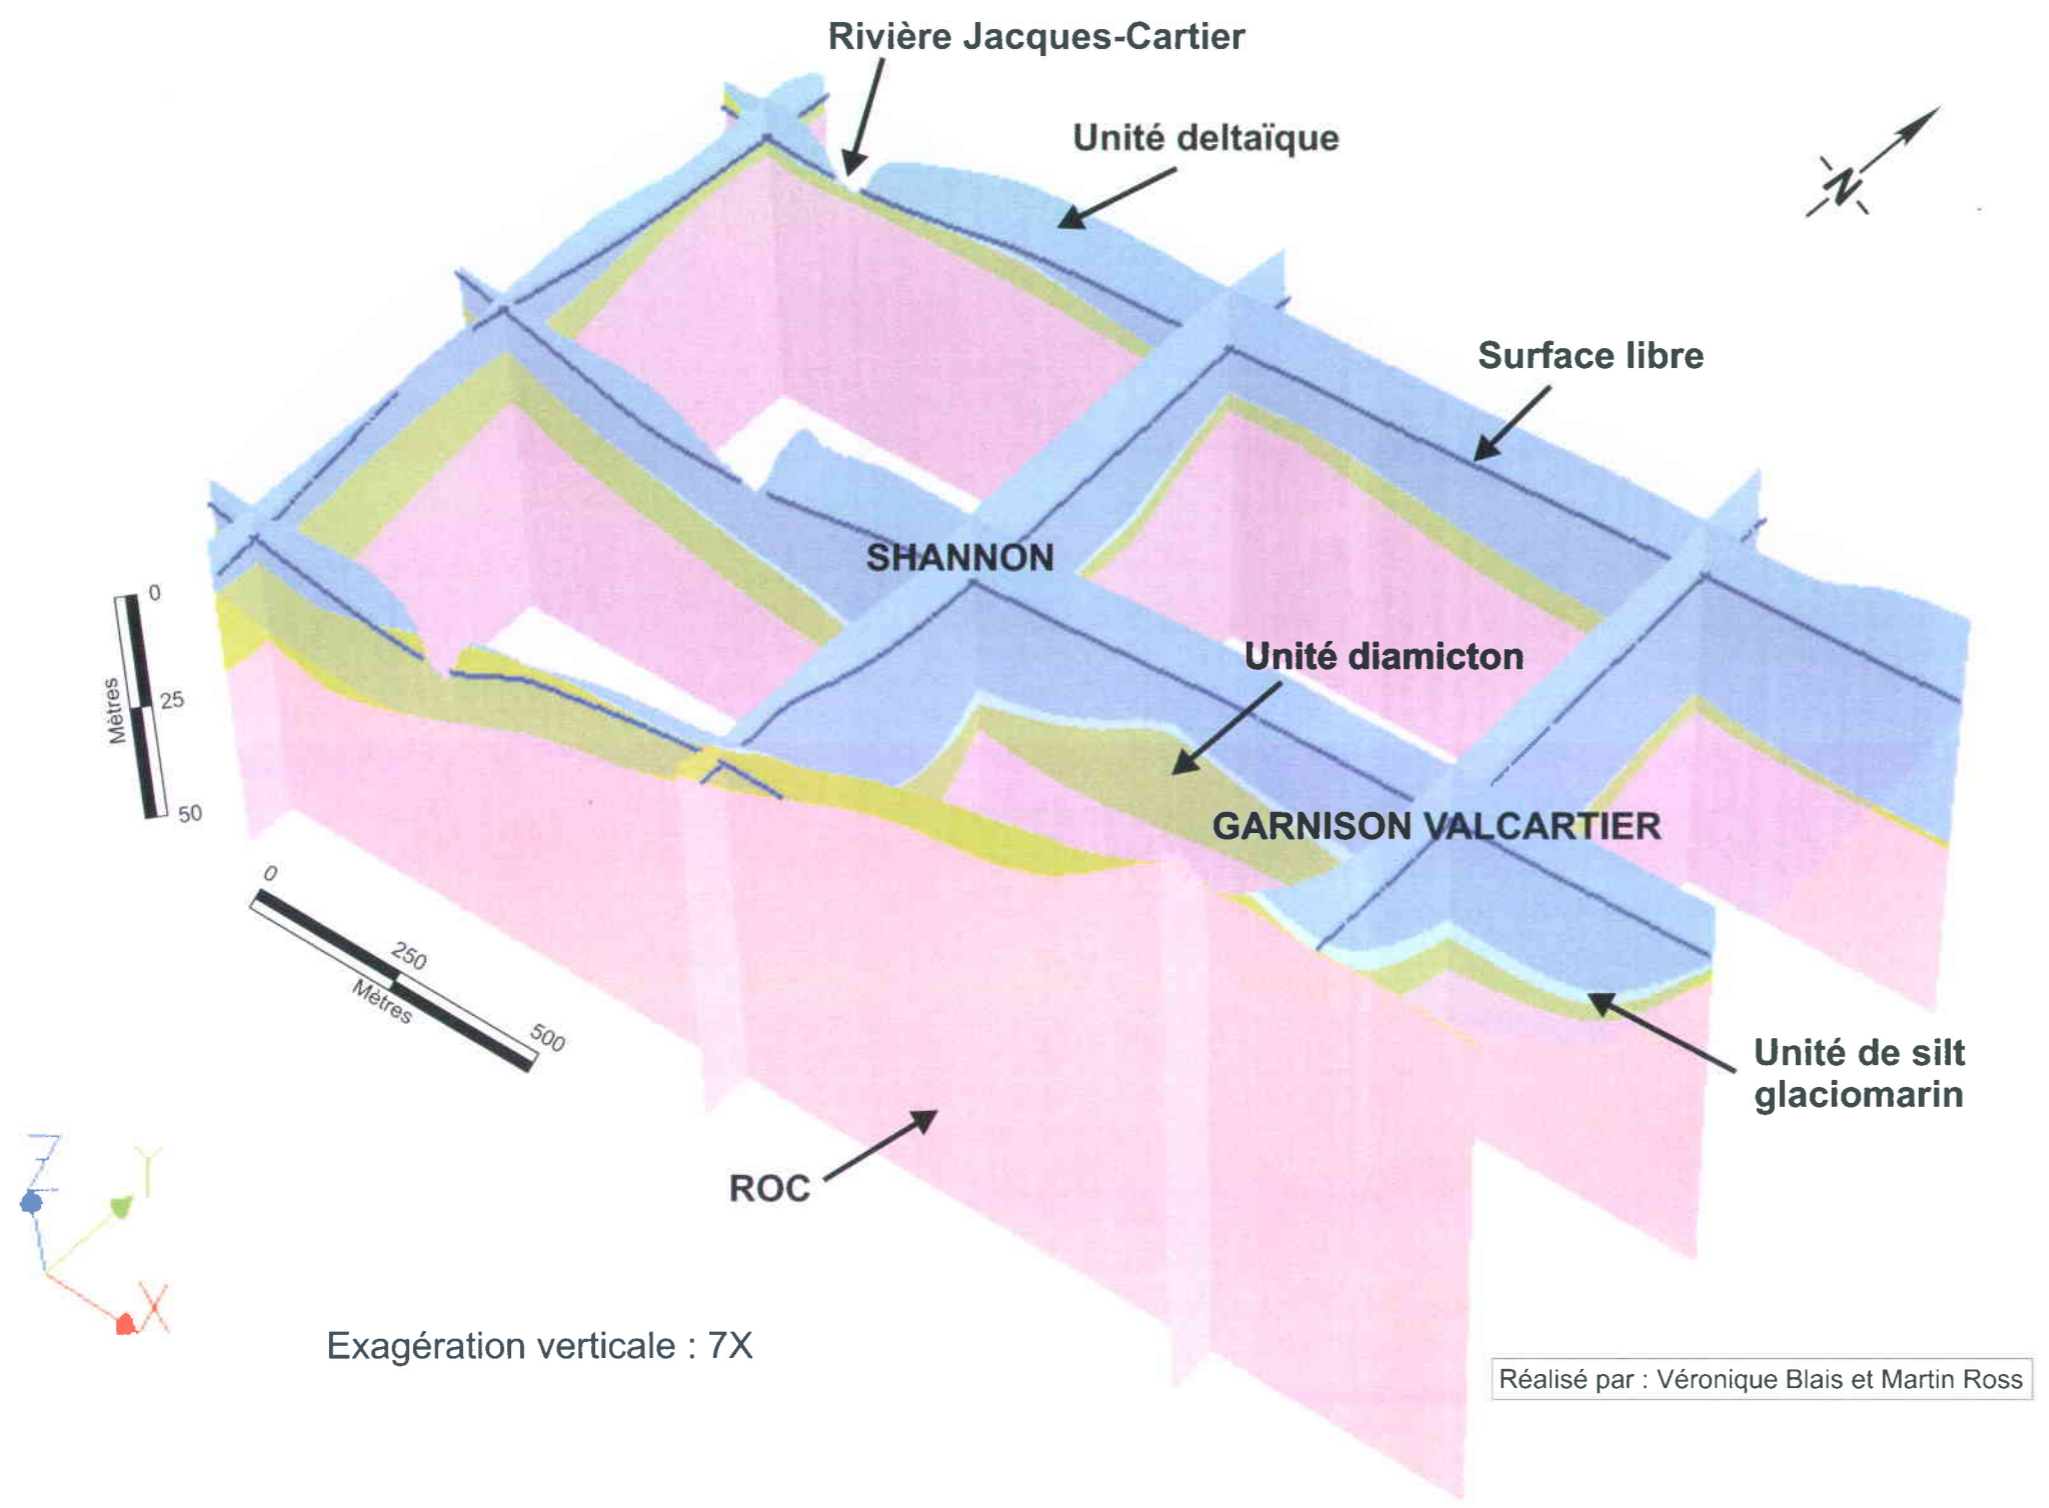 Rivière Jacques-Cartier
Unité deltaïque
N
Surface libre
SHANNON
0
25
50
Mètres
Unité diamicton
GARNISON VALCARTIER
0
250
500
Mètres
Unité de silt
glaciomarin
ROC
Z
Y
X
Exagération verticale : 7X
Réalisé par : Véronique Blais et Martin Ross